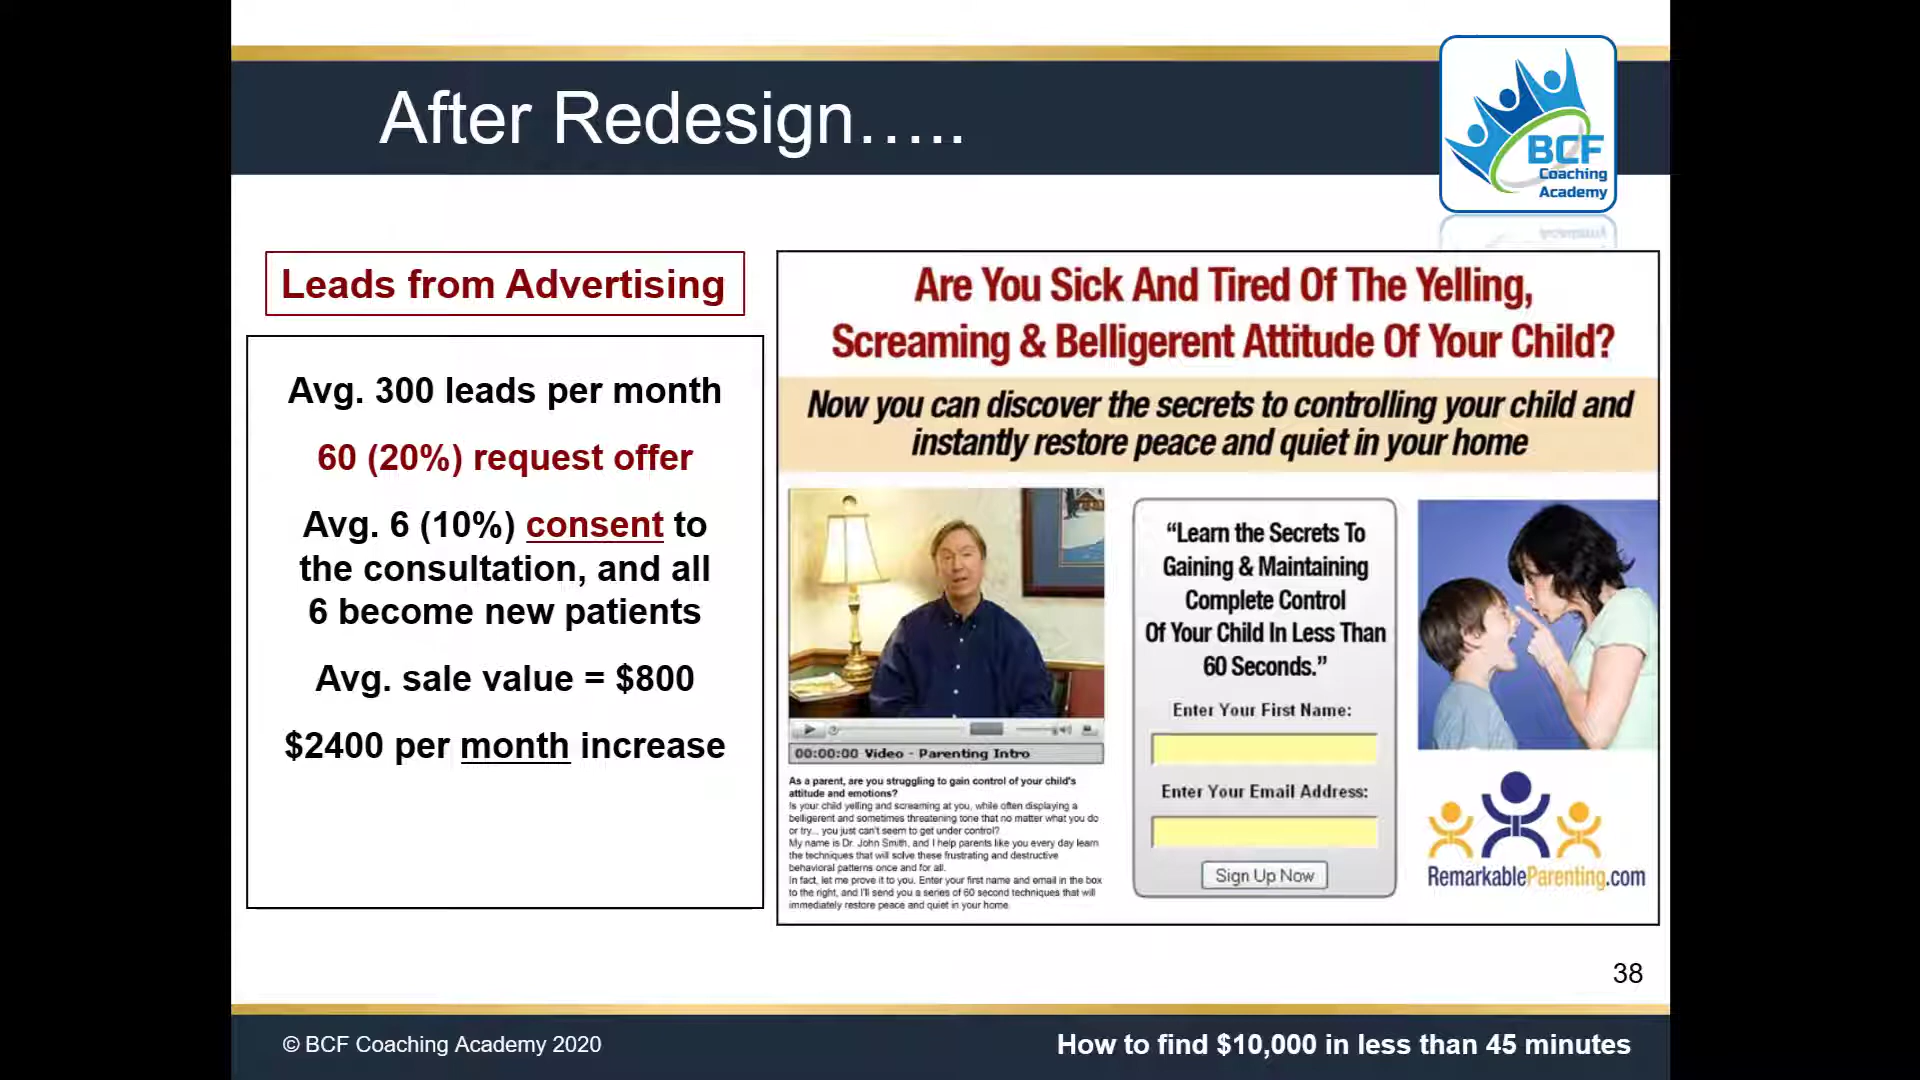 After Redesign.....
BCF
Coaching
Academy
Leads from Advertising
Avg. 300 leads per month
60 (20%) request offer
Avg. 6 (10%) consent to
the consultation, and all
6 become new patients
Avg. sale value = $800
$2400 per month increase
Are You Sick And Tired Of The Yelling,
Screaming & Belligerent Attitude Of Your Child?
Now you can discover the secrets to controlling your child and
instantly restore peace and quiet in your home
00:00:00 Video - Parenting Intro
As a parent, are you struggling to gain control of your child's
attitude and emotions?
Is your child yelling and screaming at you, while often displaying a
belligerent and sometimes threatening tone that no matter what you do
or try... you just can't seem to get under control?
My name is Dr. John Smith, and I help parents like you every day learn
the techniques that will solve these frustrating and destructive
behavioral patterns once and for all.
In fact, let me prove it to you. Enter your first name and email in the box
to the right, and I'll send you a series of 60 second techniques that will
immediately restore peace and quiet in your home.
“Learn the Secrets To
Gaining & Maintaining
Complete Control
Of Your Child In Less Than
60 Seconds.”
Enter Your First Name:
Enter Your Email Address:
Sign Up Now
RemarkableParenting.com
38
© BCF Coaching Academy 2020
How to find $10,000 in less than 45 minutes